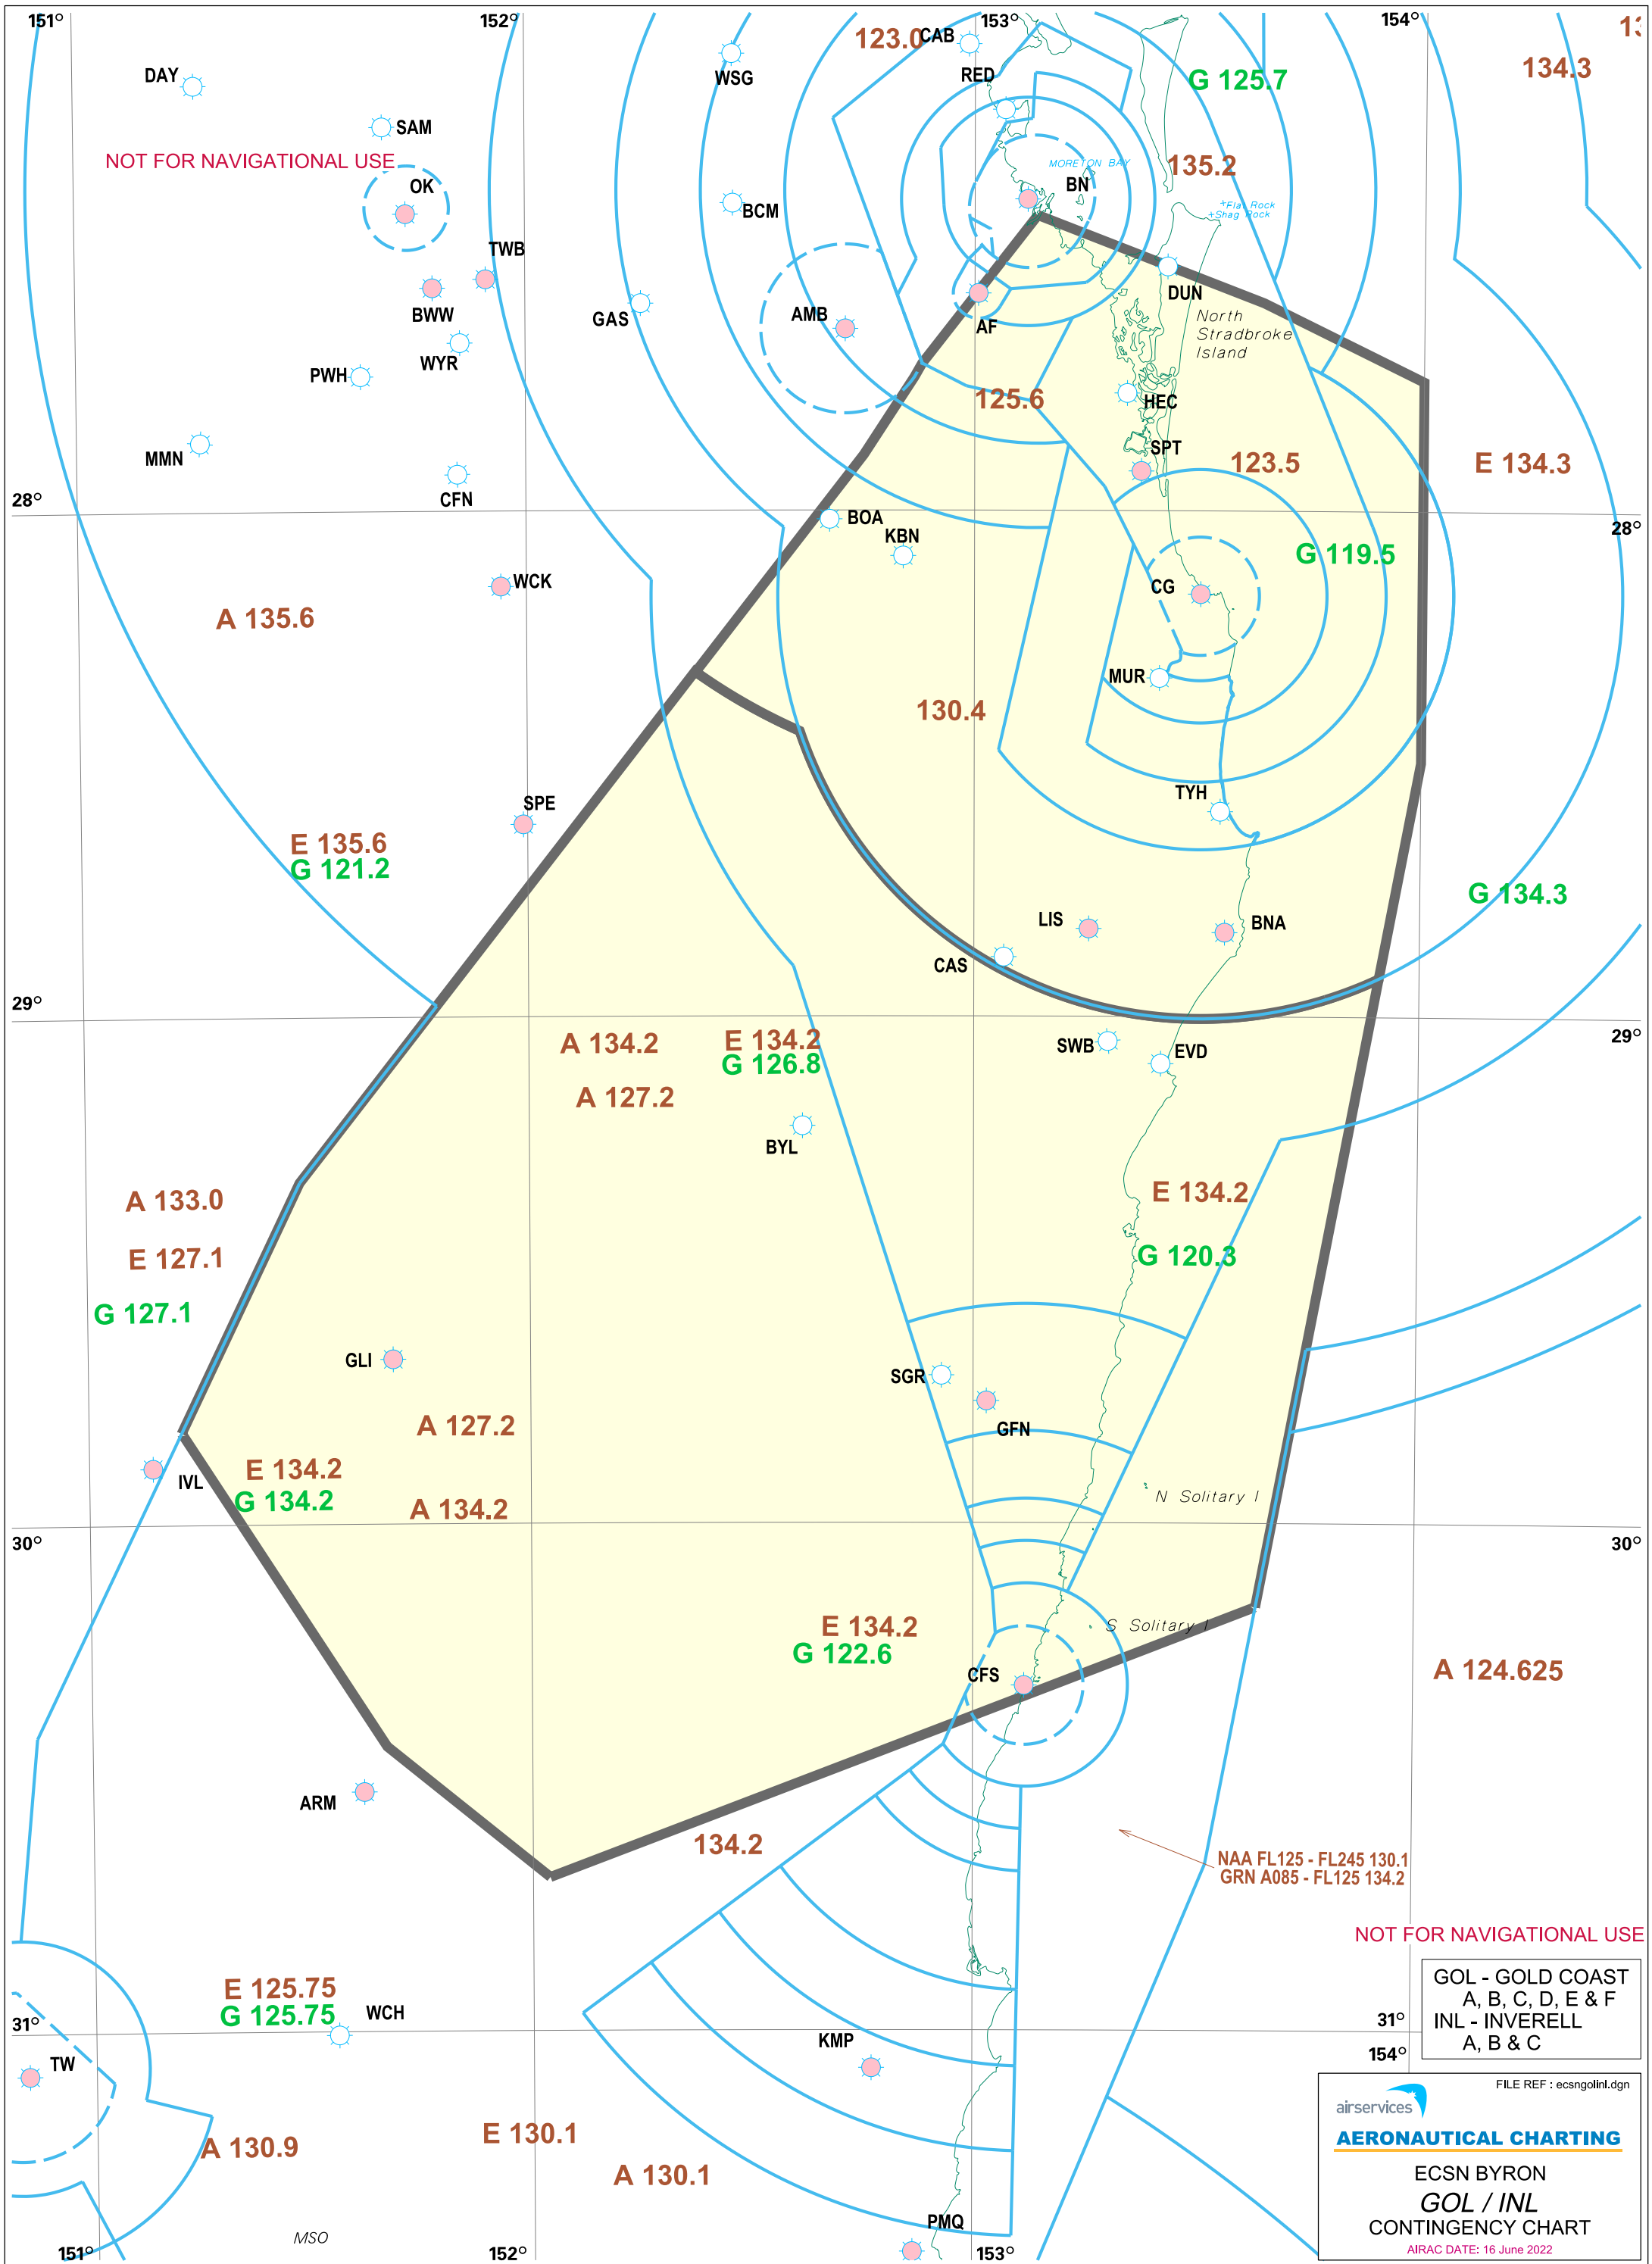 151°
152°
153°
154°
123.0
CAB
13
DAY
WSG
RED
G 125.7
134.3
SAM
NOT FOR NAVIGATIONAL USE
MORETON BAY
135.2
OK
BN
BCM
+Flat Rock
+Shag Rock
TWB
DUN
BWW
GAS
AMB
AF
North
Stradbroke
Island
WYR
PWH
125.6
HEC
MMN
SPT
123.5
E 134.3
CFN
28°
BOA
28°
KBN
G 119.5
WCK
CG
A 135.6
MUR
130.4
TYH
SPE
E 135.6
G 121.2
G 134.3
LIS
BNA
CAS
29°
29°
A 134.2
E 134.2
G 126.8
SWB
EVD
A 127.2
BYL
A 133.0
E 134.2
E 127.1
G 120.3
G 127.1
GLI
SGR
A 127.2
GFN
E 134.2
IVL
G 134.2
A 134.2
N Solitary I
30°
30°
E 134.2
S Solitary I
G 122.6
CFS
A 124.625
ARM
134.2
NAA FL125 - FL245 130.1
GRN A085 - FL125 134.2
NOT FOR NAVIGATIONAL USE
GOL - GOLD COAST
A, B, C, D, E & F
INL - INVERELL
A, B & C
E 125.75
G 125.75
WCH
31°
31°
KMP
154°
TW
FILE REF : ecsngolinl.dgn
airservices
AERONAUTICAL CHARTING
E 130.1
A 130.9
A 130.1
ECSN BYRON
GOL / INL
CONTINGENCY CHART
AIRAC DATE: 16 June 2022
PMQ
MSO
151°
152°
153°